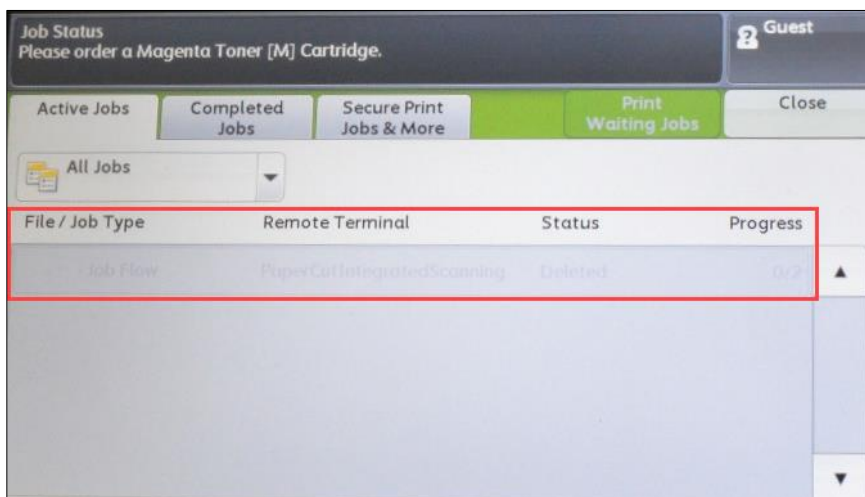 Job Status
Please order a Magenta Toner [M] Cartridge.
Guest
Active Jobs
Completed
Jobs
Secure Print
Jobs & More
Print
Waiting Jobs
Close
All Jobs
File / Job Type Remote Terminal Status Progress
Job Flow PaperCutIntegratedScanning Deleted 0/2